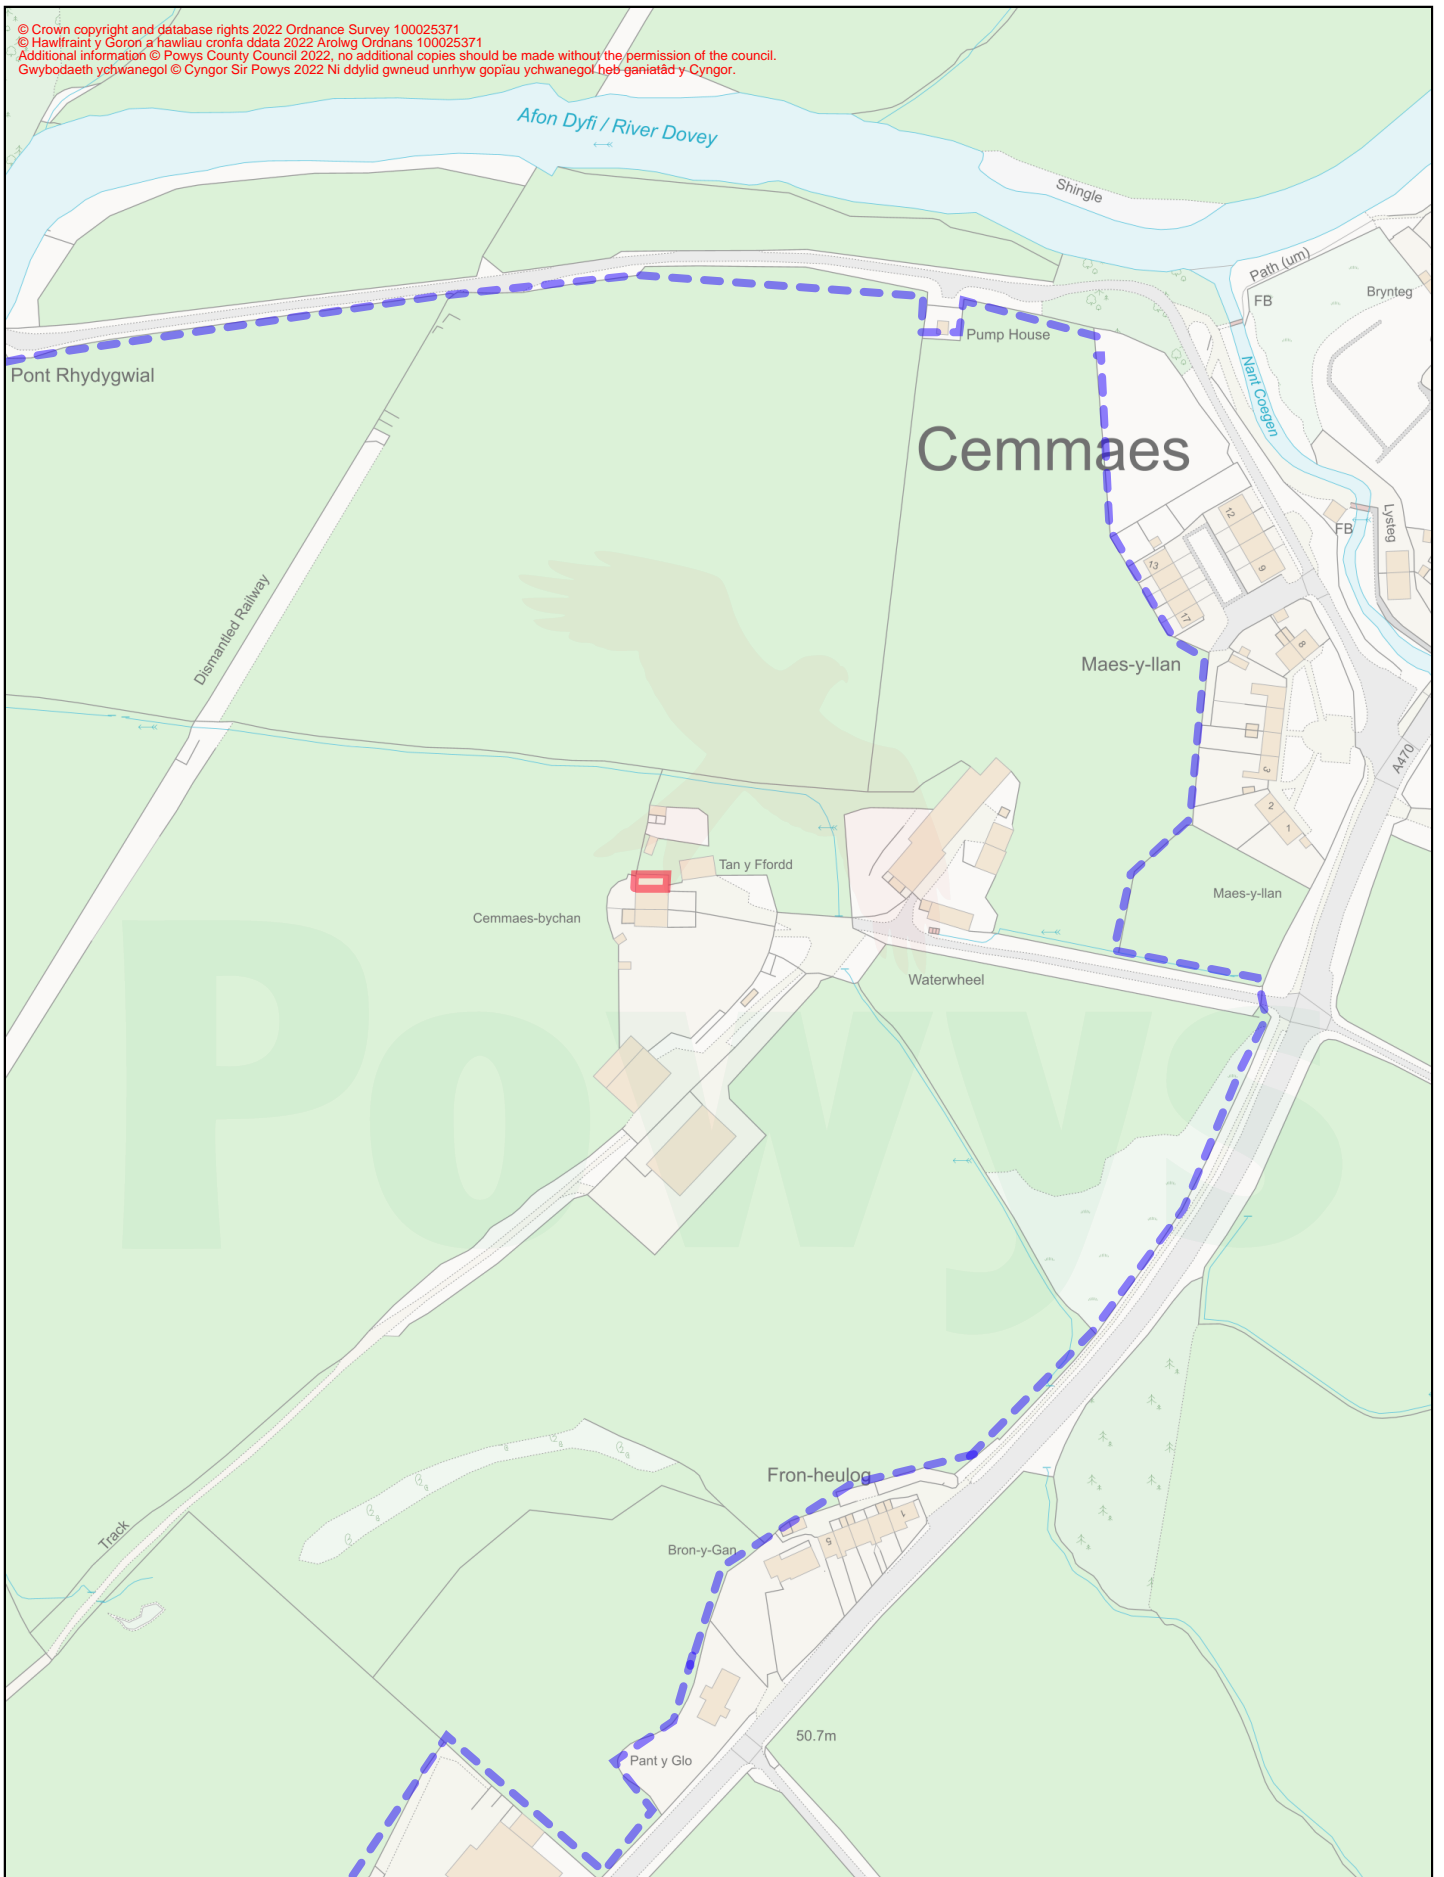 © Crown copyright and database rights 2022 Ordnance Survey 100025371
© Hawlfraint y Goron a hawliau cronfa ddata 2022 Arolwg Ordnans 100025371
Additional information © Powys County Council 2022, no additional copies should be made without the permission of the council.
Gwybodaeth ychwanegol © Cyngor Sir Powys 2022 Ni ddylid gwneud unrhyw gopïau ychwanegol heb ganiatâd y Cyngor.
Afon Dyfi / River Dovey
Shingle
Path (um)
FB
Brynteg
Pump House
Pont Rhydygwial
Nant Coegen
Cemmaes
12
9
FB
Lysteg
13
17
Dismantled Railway
8
Maes-y-llan
3
A470
2
1
Tan y Ffordd
Maes-y-llan
Cemmaes-bychan
Waterwheel
Powys
Fron-heulog
1
5
Track
Bron-y-Gan
50.7m
Pant y Glo